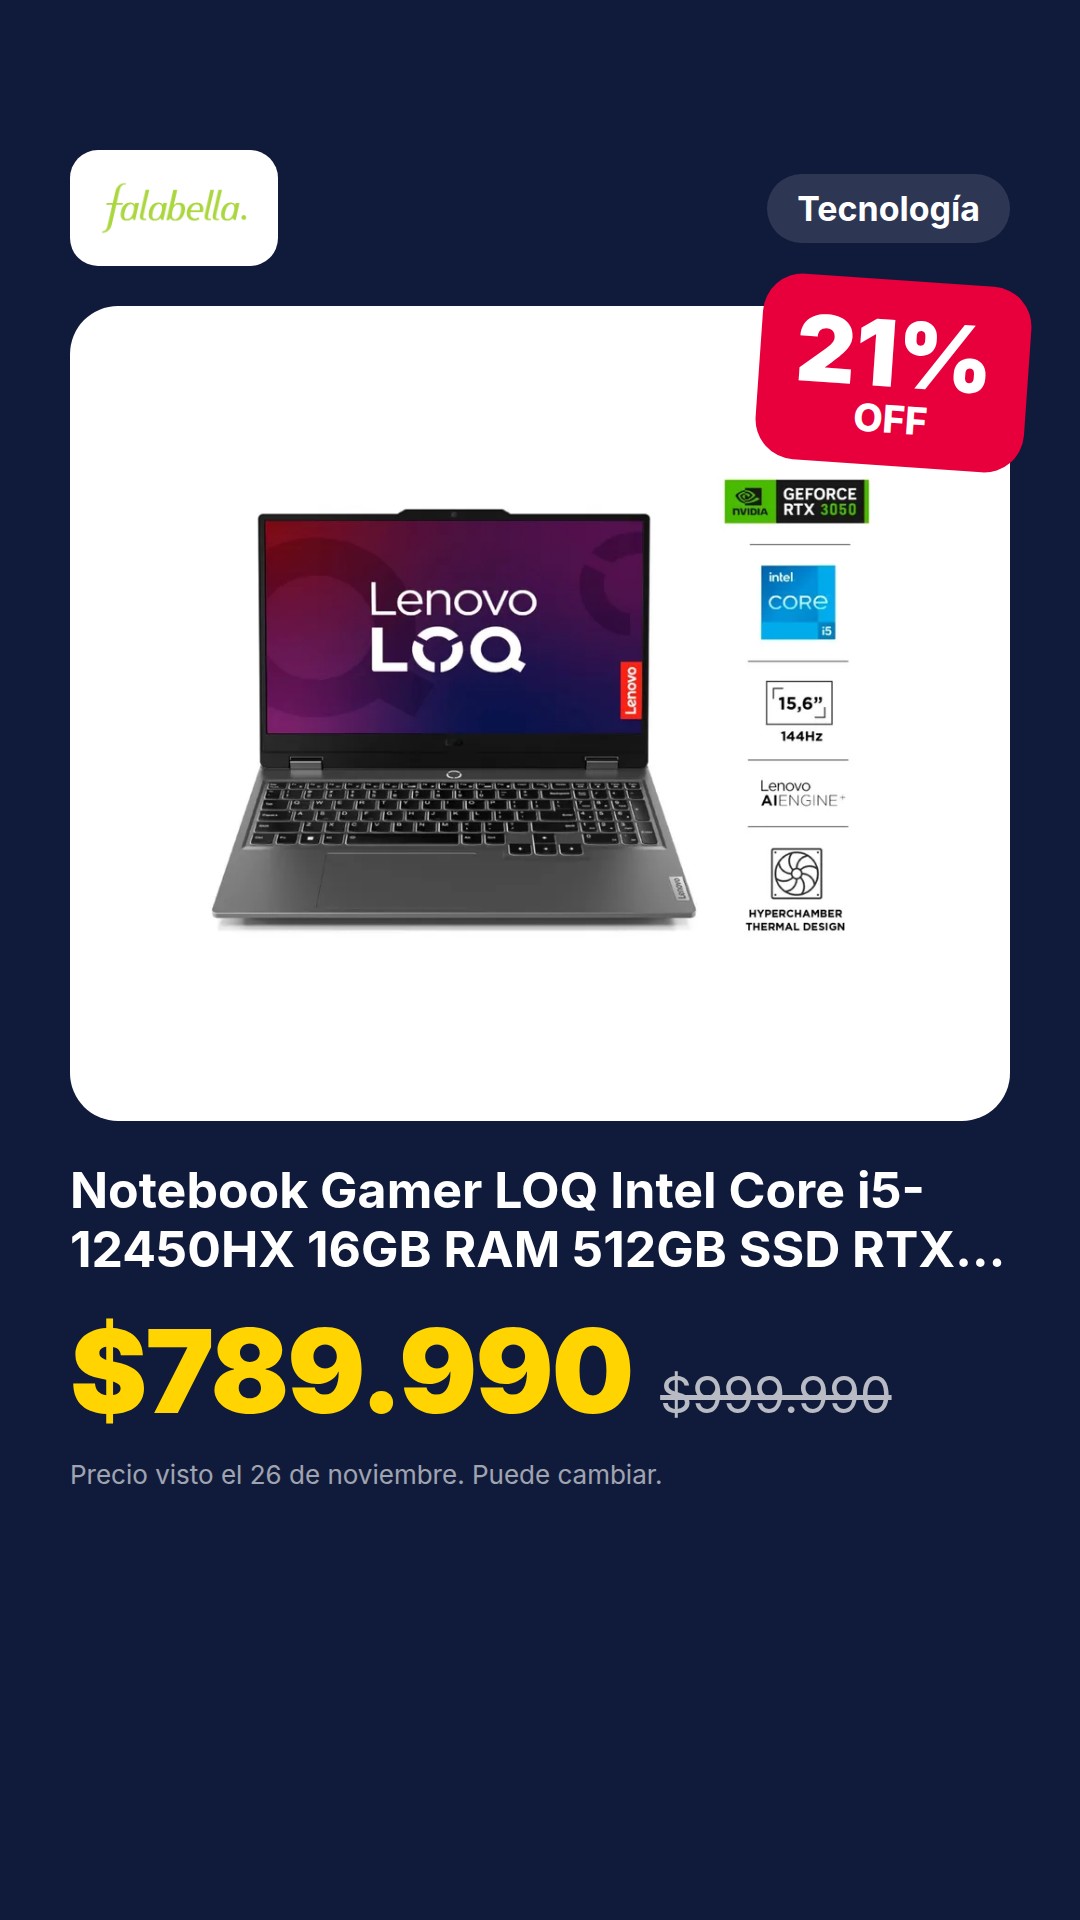 falabella.
Tecnología
21%
OFF
NVIDIA
GEFORCE
RTX 3050
Lenovo
LOQ
Lenovo
intel
CORE
i5
15,6”
144Hz
Lenovo
AIENGINE+
HYPERCHAMBER
THERMAL DESIGN
Notebook Gamer LOQ Intel Core i5-
12450HX 16GB RAM 512GB SSD RTX...
$789.990 $999.990
Precio visto el 26 de noviembre. Puede cambiar.